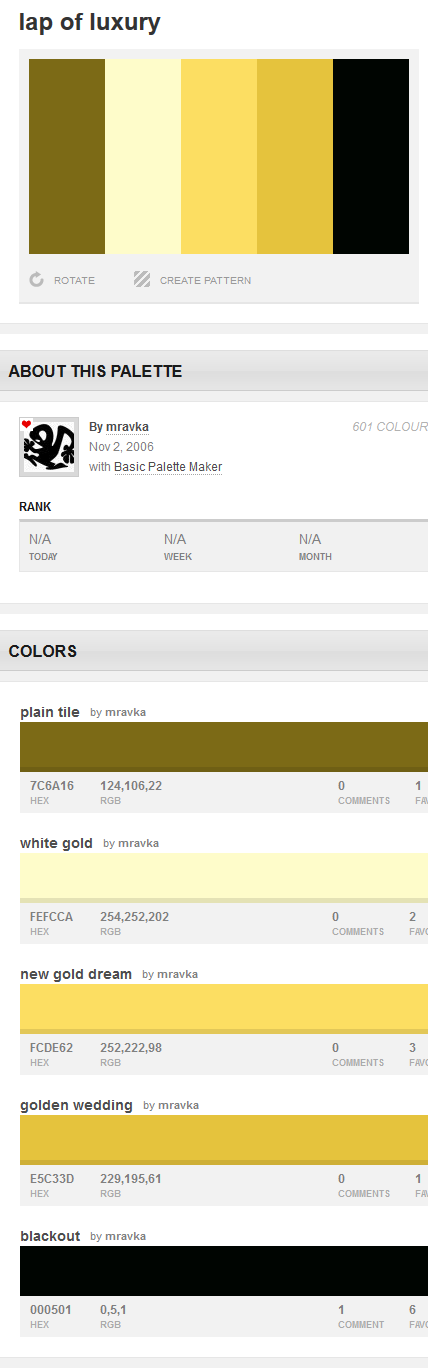 lap of luxury
ROTATE CREATE PATTERN
ABOUT THIS PALETTE
By mravka 601 COLOUR
Nov 2, 2006
with Basic Palette Maker
RANK
N/A N/A N/A
TODAY WEEK MONTH
COLORS
plain tile by mravka
7C6A16 124,106,22 0 1
HEX RGB COMMENTS FAV
white gold by mravka
FEFCCA 254,252,202 0 2
HEX RGB COMMENTS FAVO
new gold dream by mravka
FCDE62 252,222,98 0 3
HEX RGB COMMENTS FAVO
golden wedding by mravka
E5C33D 229,195,61 0 1
HEX RGB COMMENTS FAV
blackout by mravka
000501 0,5,1 1 6
HEX RGB COMMENT FAVO